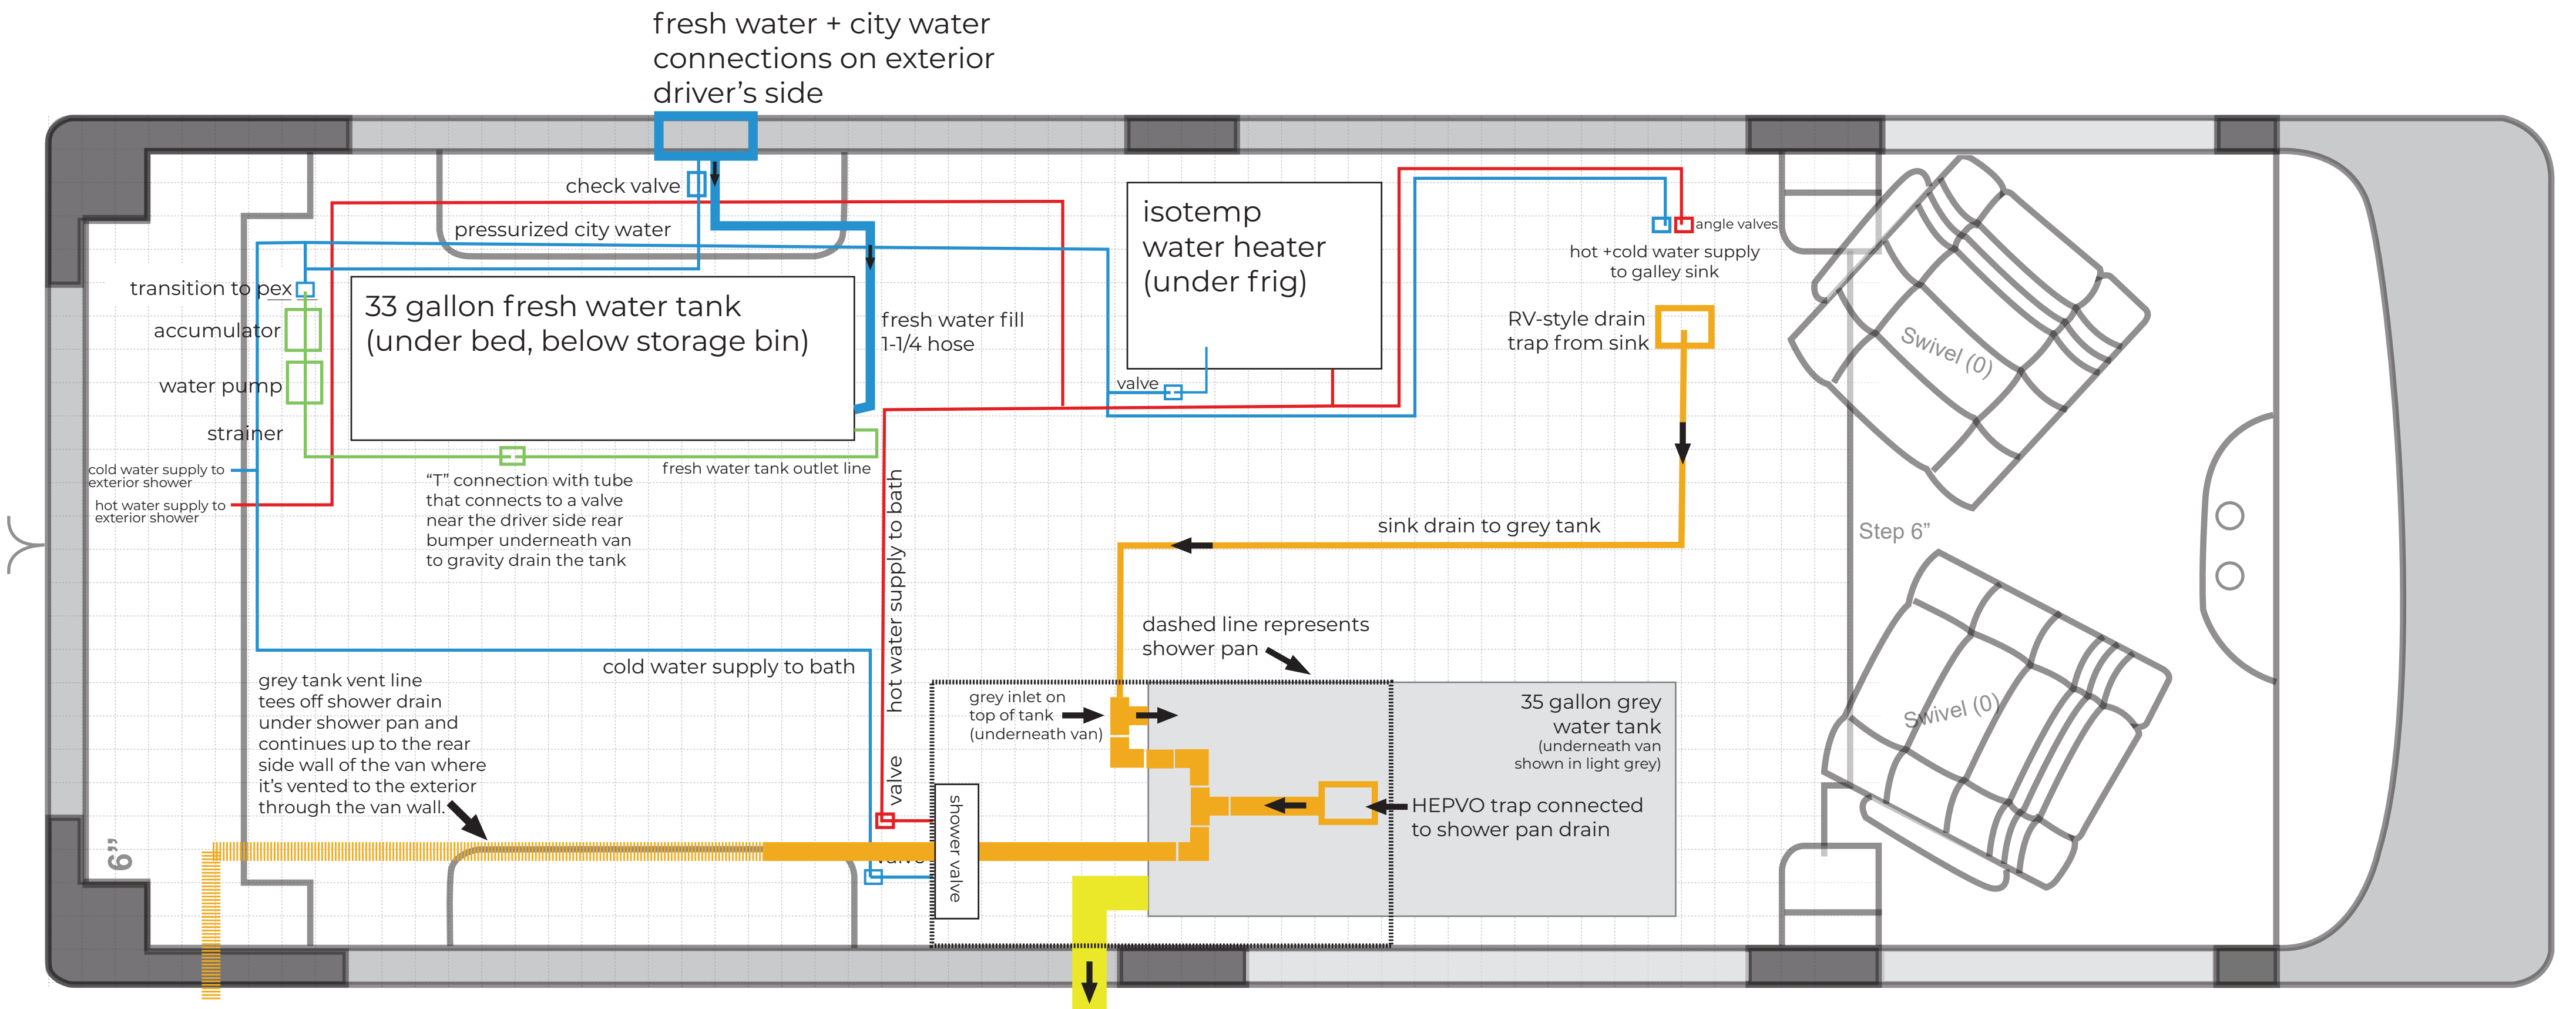 fresh water + city water
connections on exterior
driver's side
check valve
pressurized city water
transition to pex
accumulator
water pump
strainer
cold water supply to
exterior shower
hot water supply to
exterior shower
33 gallon fresh water tank
(under bed, below storage bin)
fresh water fill
1-1/4 hose
fresh water tank outlet line
“T” connection with tube
that connects to a valve
near the driver side rear
bumper underneath van
to gravity drain the tank
isotemp
water heater
(under frig)
valve
angle valves
hot +cold water supply
to galley sink
RV-style drain
trap from sink
Swivel (0)
sink drain to grey tank
Step 6”
hot water supply to bath
cold water supply to bath
dashed line represents
shower pan
grey tank vent line
tees off shower drain
under shower pan and
continues up to the rear
side wall of the van where
it's vented to the exterior
through the van wall.
grey inlet on
top of tank
(underneath van)
35 gallon grey
water tank
(underneath van
shown in light grey)
Swivel (0)
valve
shower valve
HEPVO trap connected
to shower pan drain
valve
6”